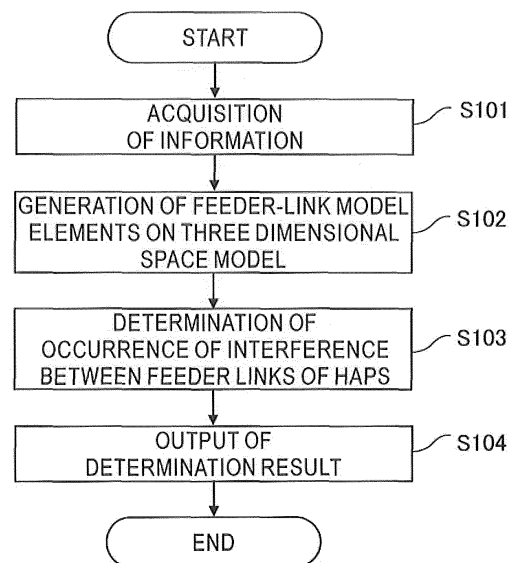 START
ACQUISITION
OF INFORMATION
S101
GENERATION OF FEEDER-LINK MODEL
ELEMENTS ON THREE DIMENSIONAL
SPACE MODEL
S102
DETERMINATION OF
OCCURRENCE OF INTERFERENCE
BETWEEN FEEDER LINKS OF HAPS
S103
OUTPUT OF
DETERMINATION RESULT
S104
END